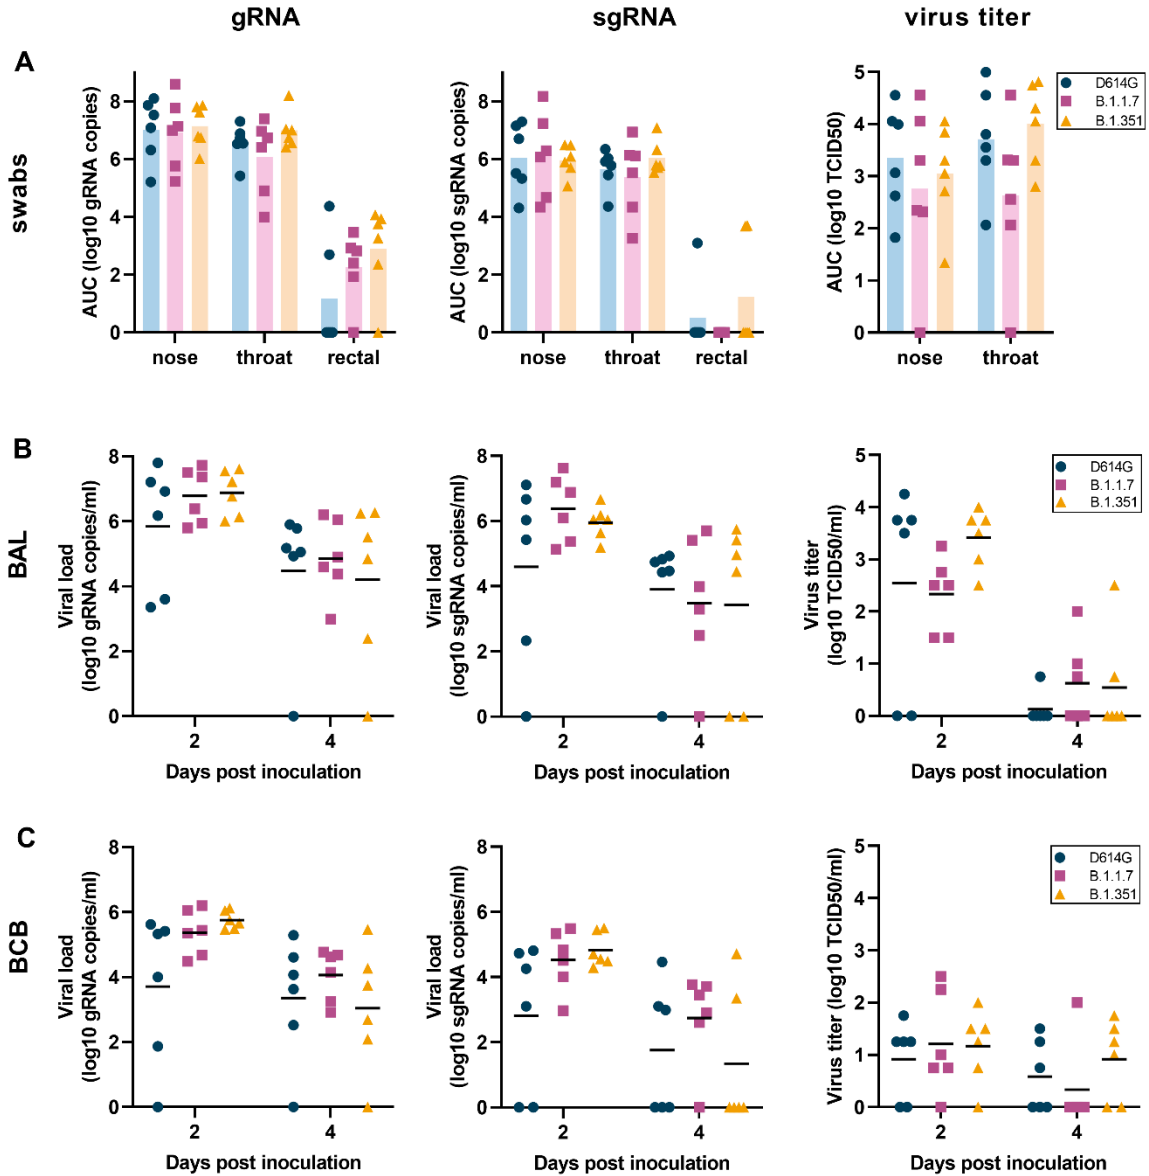 gRNA
sgRNA
virus titer
A
swabs
AUC (log10 gRNA copies)
8
6
4
2
0
nose
throat
rectal
AUC (log10 sgRNA copies)
8
6
4
2
0
nose
throat
rectal
AUC (log10 TCID50)
5
4
3
2
1
0
nose
throat
D614G
B.1.1.7
B.1.351
B
BAL
Viral load
(log10 gRNA copies/ml)
8
6
4
2
0
2
4
Days post inoculation
Viral load
(log10 sgRNA copies/ml)
8
6
4
2
0
2
4
Days post inoculation
Virus titer
(log10 TCID50/ml)
5
4
3
2
1
0
2
4
Days post inoculation
D614G
B.1.1.7
B.1.351
C
BCB
Viral load
(log10 gRNA copies/ml)
8
6
4
2
0
2
4
Days post inoculation
Viral load
(log10 sgRNA copies/ml)
8
6
4
2
0
2
4
Days post inoculation
Virus titer (log10 TCID50/ml)
5
4
3
2
1
0
2
4
Days post inoculation
D614G
B.1.1.7
B.1.351